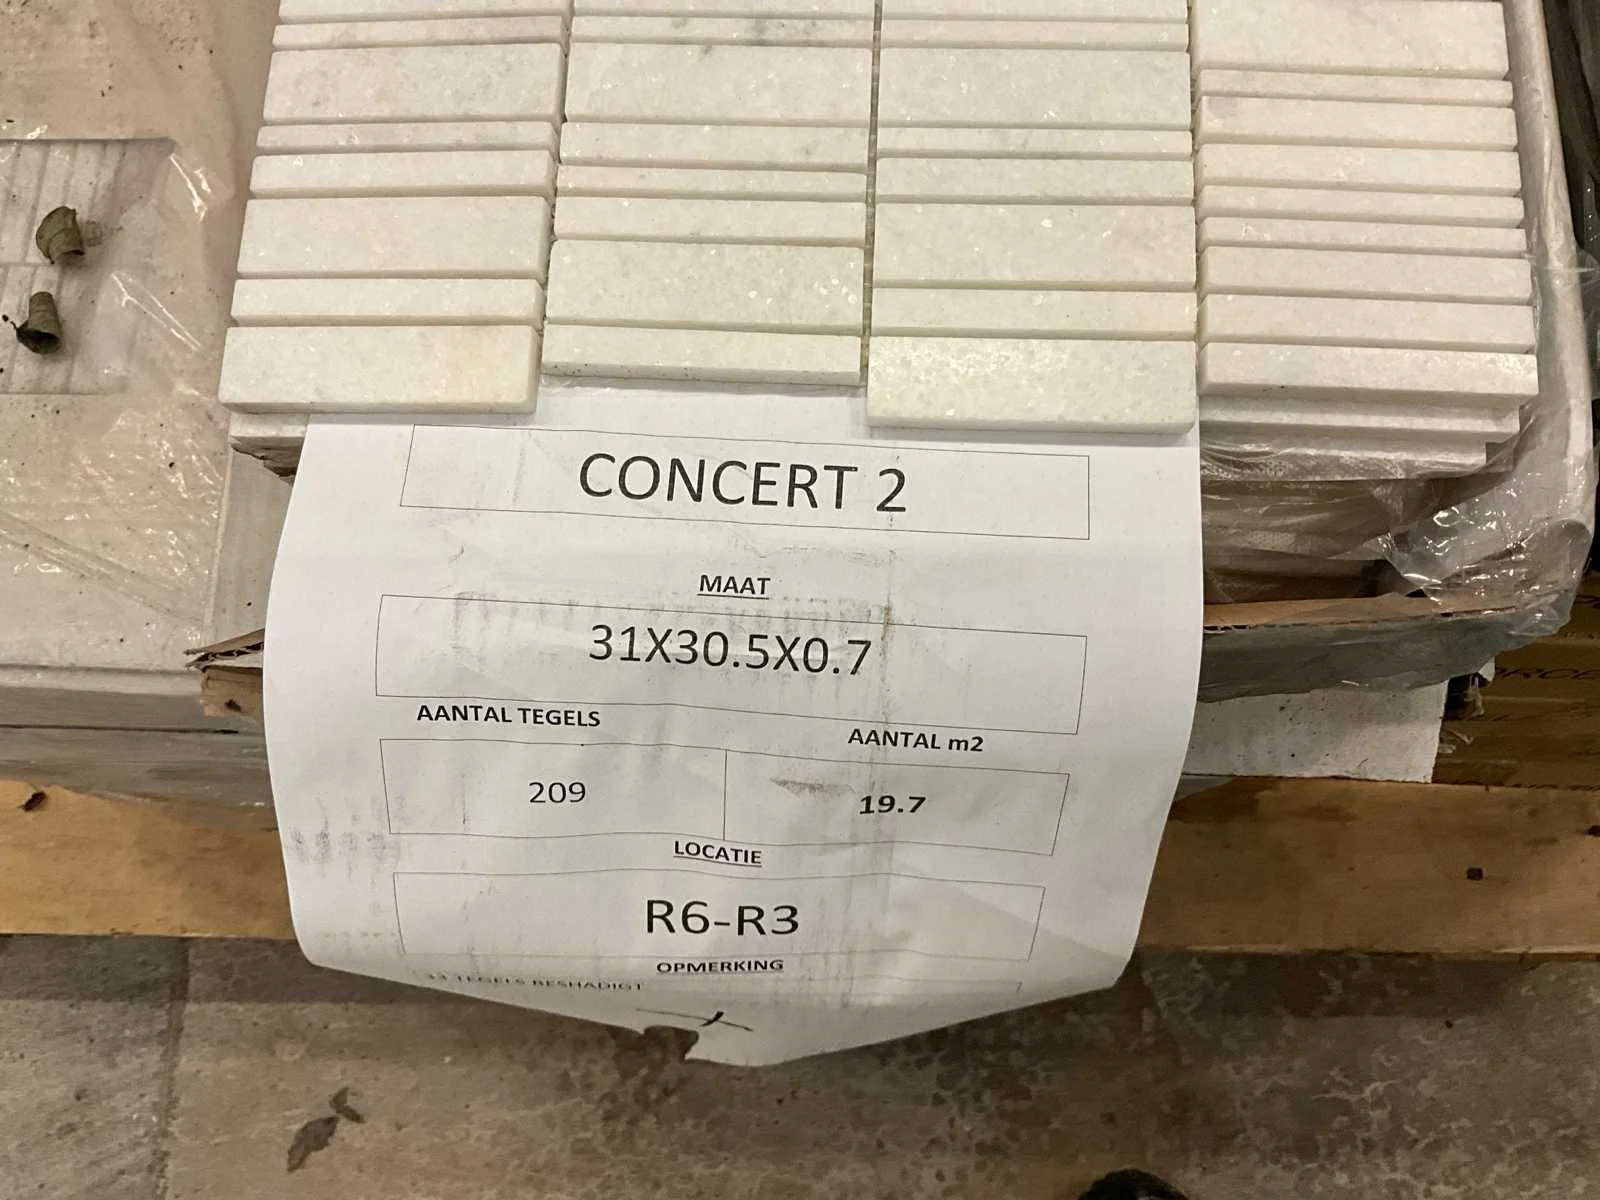 CONCERT 2
MAAT
31X30.5X0.7
AANTAL TEGELS
AANTAL m2
209
19.7
LOCATIE
R6-R3
OPMERKING
TEGELS BESHADIGT